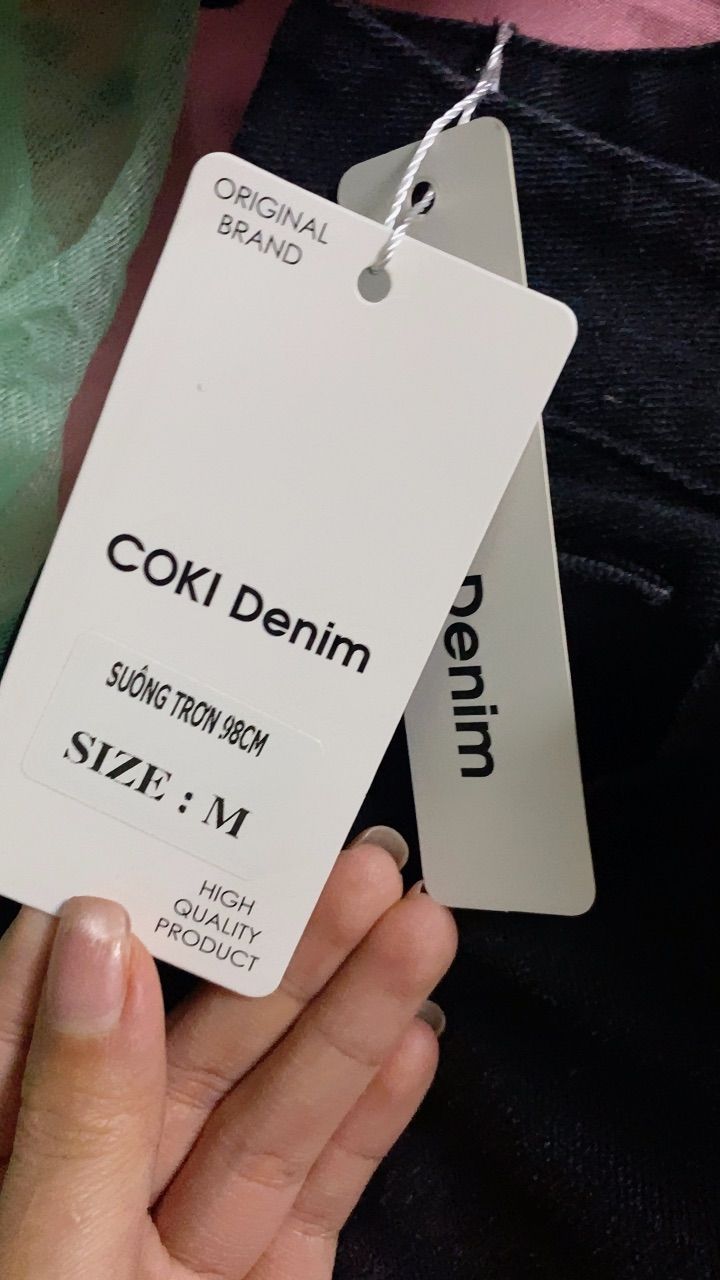 ORIGINAL
BRAND
COKI Denim
SUÔNG TRƠN 98CM
SIZE : M
HIGH
QUALITY
PRODUCT
Denim